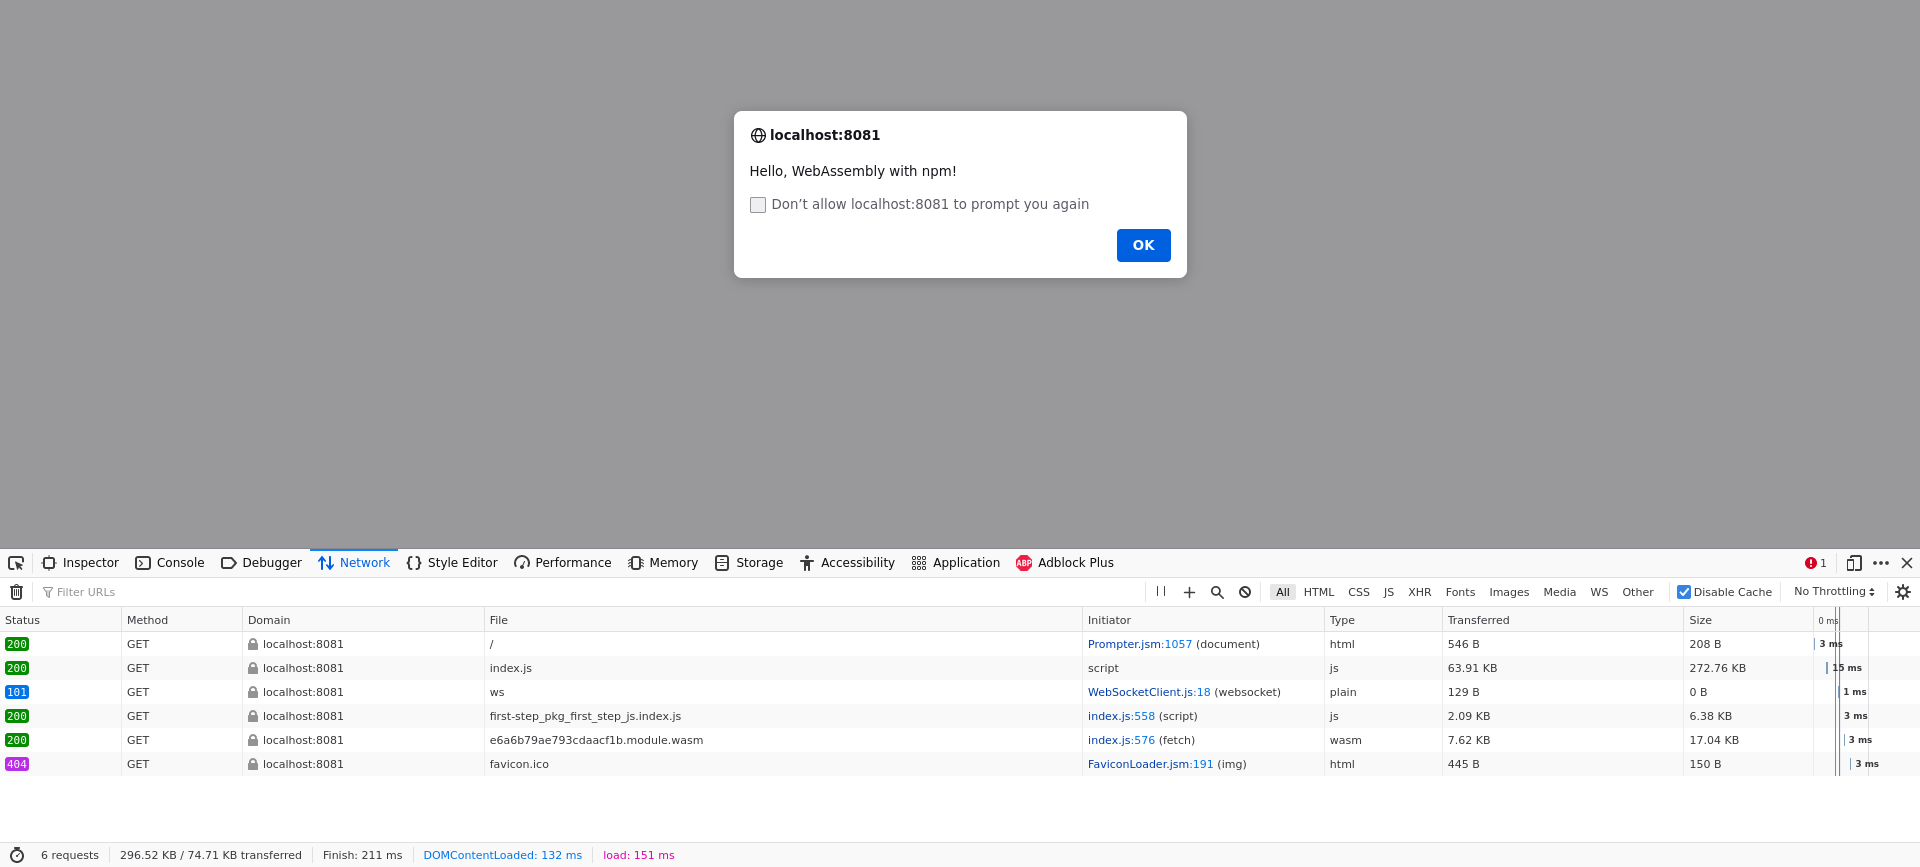 localhost:8081
Hello, WebAssembly with npm!
Don’t allow localhost:8081 to prompt you again
OK
Inspector Console Debugger Network Style Editor Performance Memory Storage Accessibility Application ABP Adblock Plus 1
Filter URLs All HTML CSS JS XHR Fonts Images Media WS Other Disable Cache No Throttling
Status Method Domain File Initiator Type Transferred Size 0 ms
200 GET localhost:8081 / Prompter.jsm:1057 (document) html 546 B 208 B 3 ms
200 GET localhost:8081 index.js script js 63.91 KB 272.76 KB 15 ms
101 GET localhost:8081 ws WebSocketClient.js:18 (websocket) plain 129 B 0 B 1 ms
200 GET localhost:8081 first-step_pkg_first_step_js.index.js index.js:558 (script) js 2.09 KB 6.38 KB 3 ms
200 GET localhost:8081 e6a6b79ae793cdaacf1b.module.wasm index.js:576 (fetch) wasm 7.62 KB 17.04 KB 3 ms
404 GET localhost:8081 favicon.ico FaviconLoader.jsm:191 (img) html 445 B 150 B 3 ms
6 requests 296.52 KB / 74.71 KB transferred Finish: 211 ms DOMContentLoaded: 132 ms load: 151 ms